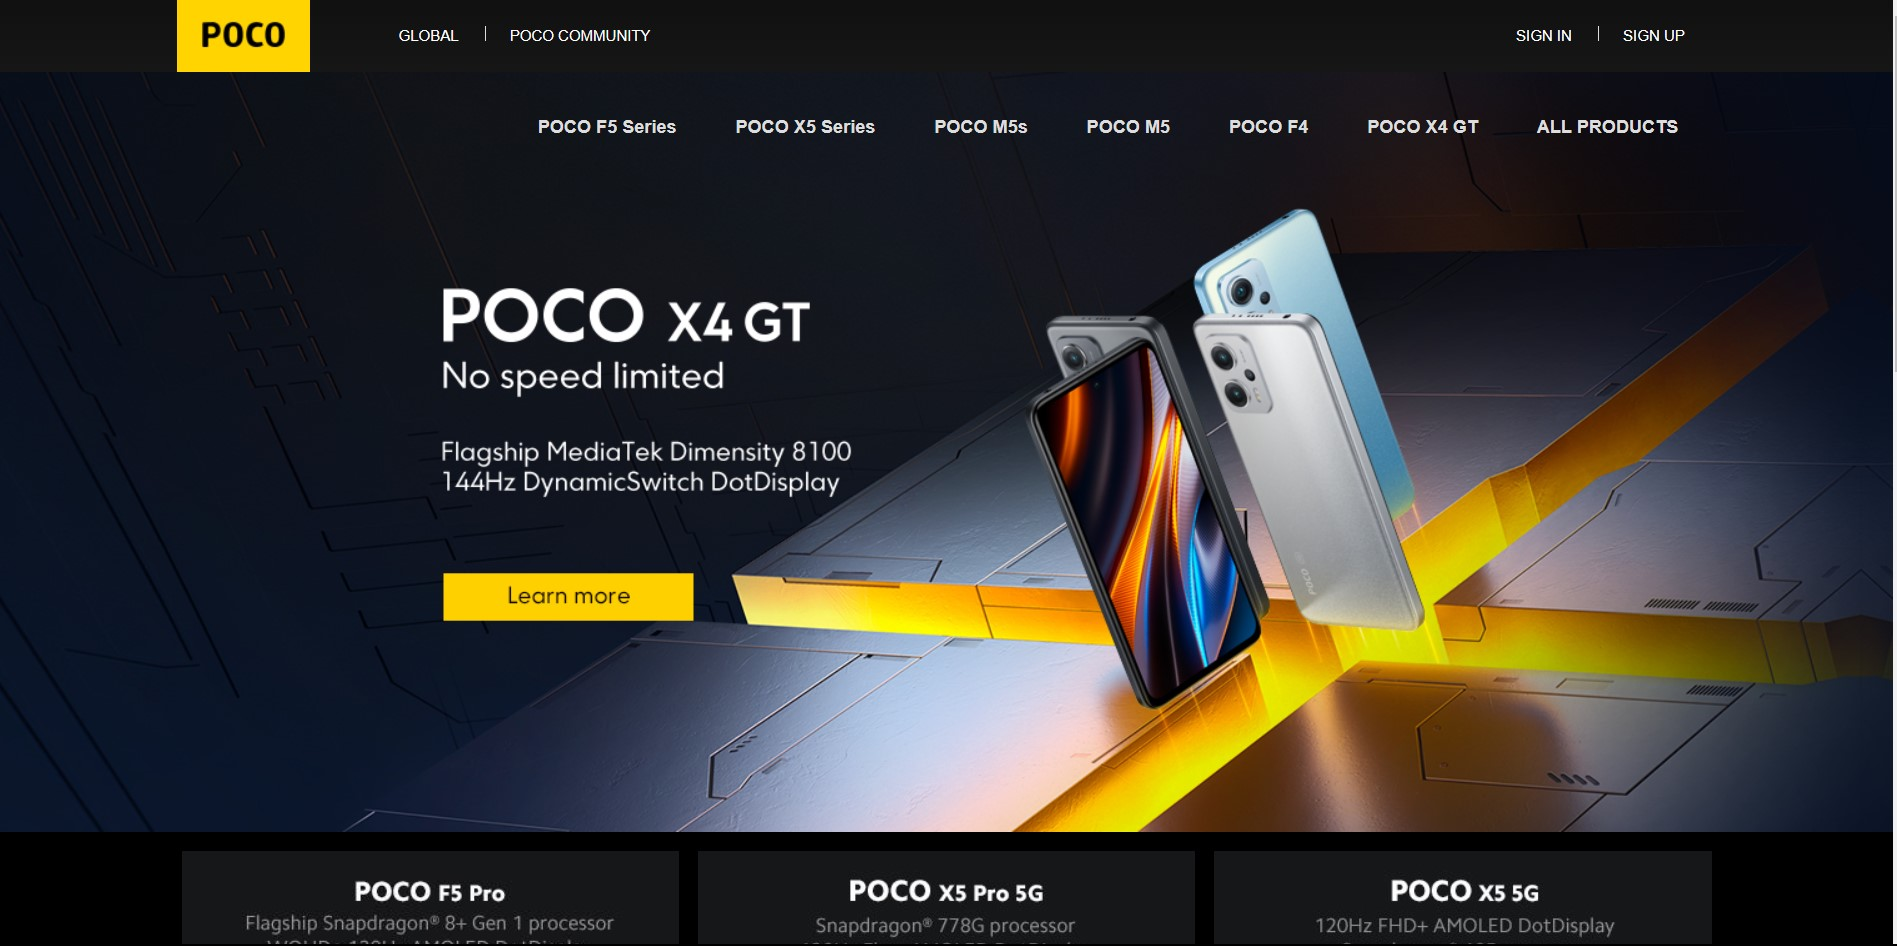 POCO
GLOBAL
POCO COMMUNITY
SIGN IN
SIGN UP
POCO F5 Series
POCO X5 Series
POCO M5s
POCO M5
POCO F4
POCO X4 GT
ALL PRODUCTS
POCO X4 GT
No speed limited
Flagship MediaTek Dimensity 8100
144Hz DynamicSwitch DotDisplay
Learn more
POCO
POCO F5 Pro
Flagship Snapdragon® 8+ Gen 1 processor
POCO X5 Pro 5G
Snapdragon® 778G processor
POCO X5 5G
120Hz FHD+ AMOLED DotDisplay